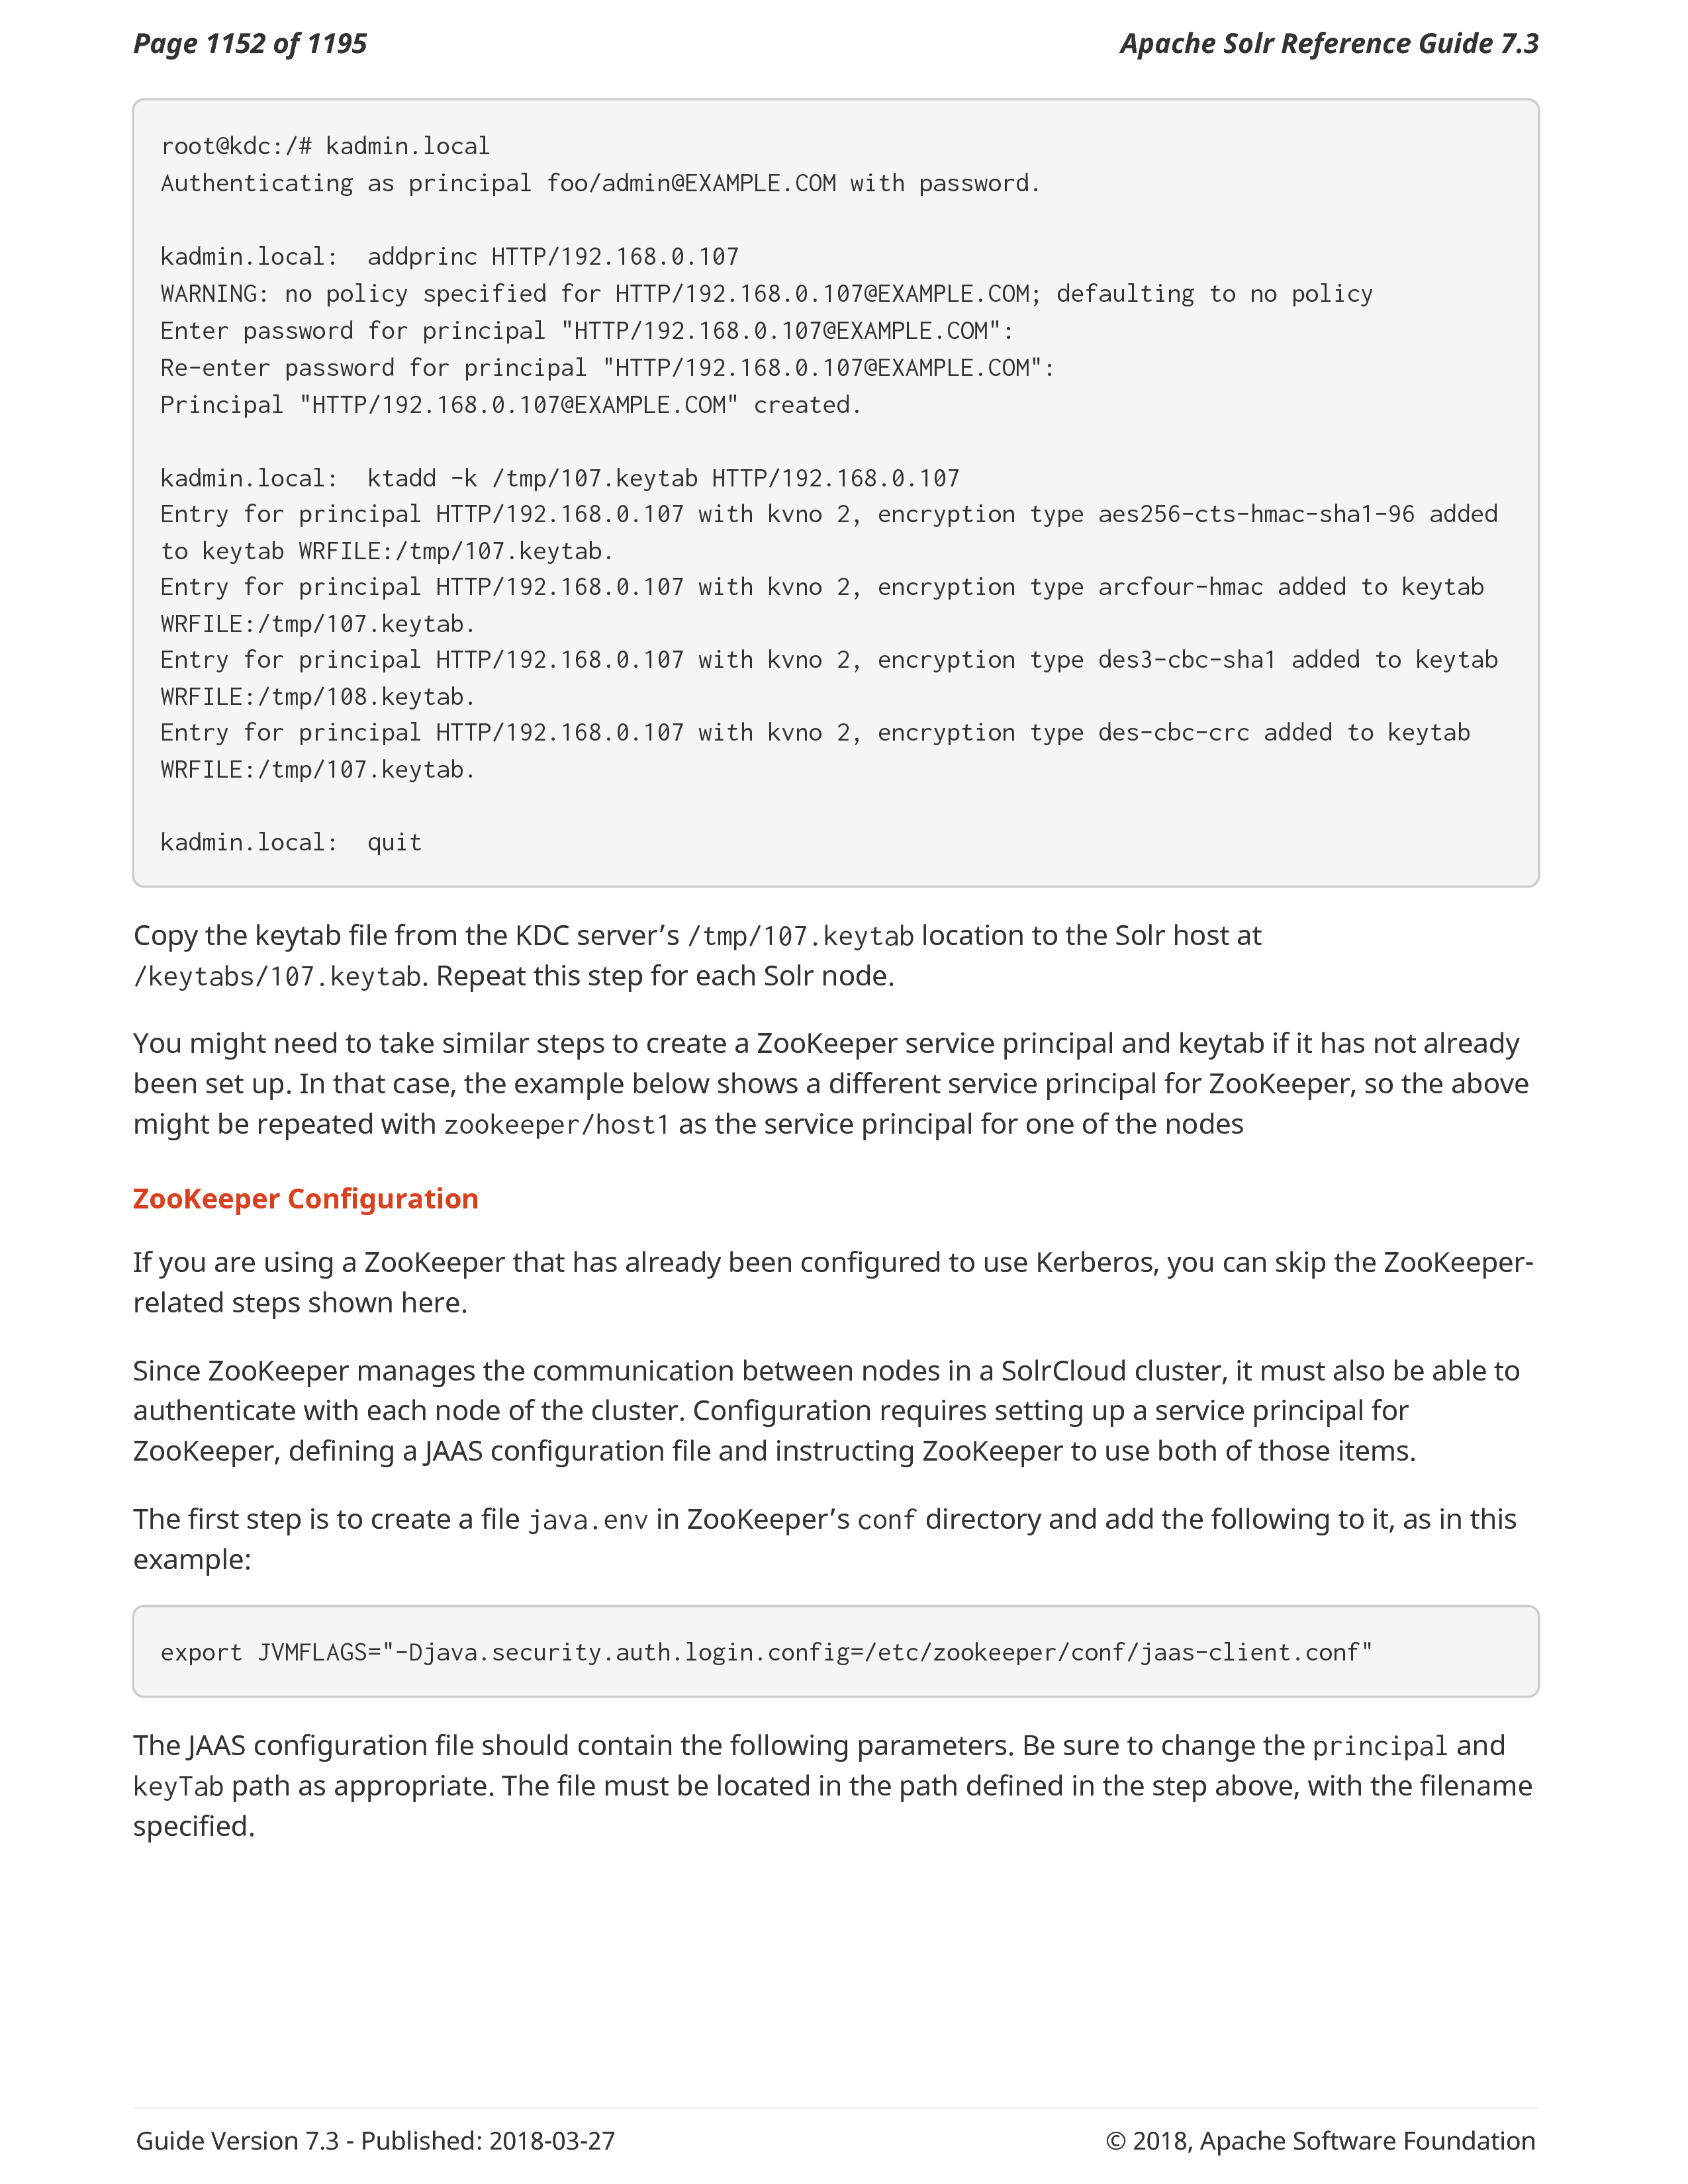 Page 1152 of 1195
Apache Solr Reference Guide 7.3
root@kdc:/# kadmin.local
Authenticating as principal foo/admin@EXAMPLE.COM with password.
kadmin.local:  addprinc HTTP/192.168.0.107
WARNING: no policy specified for HTTP/192.168.0.107@EXAMPLE.COM; defaulting to no policy
Enter password for principal "HTTP/192.168.0.107@EXAMPLE.COM":
Re-enter password for principal "HTTP/192.168.0.107@EXAMPLE.COM":
Principal "HTTP/192.168.0.107@EXAMPLE.COM" created.
kadmin.local:  ktadd -k /tmp/107.keytab HTTP/192.168.0.107
Entry for principal HTTP/192.168.0.107 with kvno 2, encryption type aes256-cts-hmac-sha1-96 added
to keytab WRFILE:/tmp/107.keytab.
Entry for principal HTTP/192.168.0.107 with kvno 2, encryption type arcfour-hmac added to keytab
WRFILE:/tmp/107.keytab.
Entry for principal HTTP/192.168.0.107 with kvno 2, encryption type des3-cbc-sha1 added to keytab
WRFILE:/tmp/108.keytab.
Entry for principal HTTP/192.168.0.107 with kvno 2, encryption type des-cbc-crc added to keytab
WRFILE:/tmp/107.keytab.
kadmin.local:  quit
Copy the keytab file from the KDC server’s /tmp/107.keytab location to the Solr host at
/keytabs/107.keytab. Repeat this step for each Solr node.
You might need to take similar steps to create a ZooKeeper service principal and keytab if it has not already
been set up. In that case, the example below shows a different service principal for ZooKeeper, so the above
might be repeated with zookeeper/host1 as the service principal for one of the nodes
ZooKeeper Configuration
If you are using a ZooKeeper that has already been configured to use Kerberos, you can skip the ZooKeeper-
related steps shown here.
Since ZooKeeper manages the communication between nodes in a SolrCloud cluster, it must also be able to
authenticate with each node of the cluster. Configuration requires setting up a service principal for
ZooKeeper, defining a JAAS configuration file and instructing ZooKeeper to use both of those items.
The first step is to create a file java.env in ZooKeeper’s conf directory and add the following to it, as in this
example:
export JVMFLAGS="-Djava.security.auth.login.config=/etc/zookeeper/conf/jaas-client.conf"
The JAAS configuration file should contain the following parameters. Be sure to change the principal and
keyTab path as appropriate. The file must be located in the path defined in the step above, with the filename
specified.
Guide Version 7.3 - Published: 2018-03-27
© 2018, Apache Software Foundation